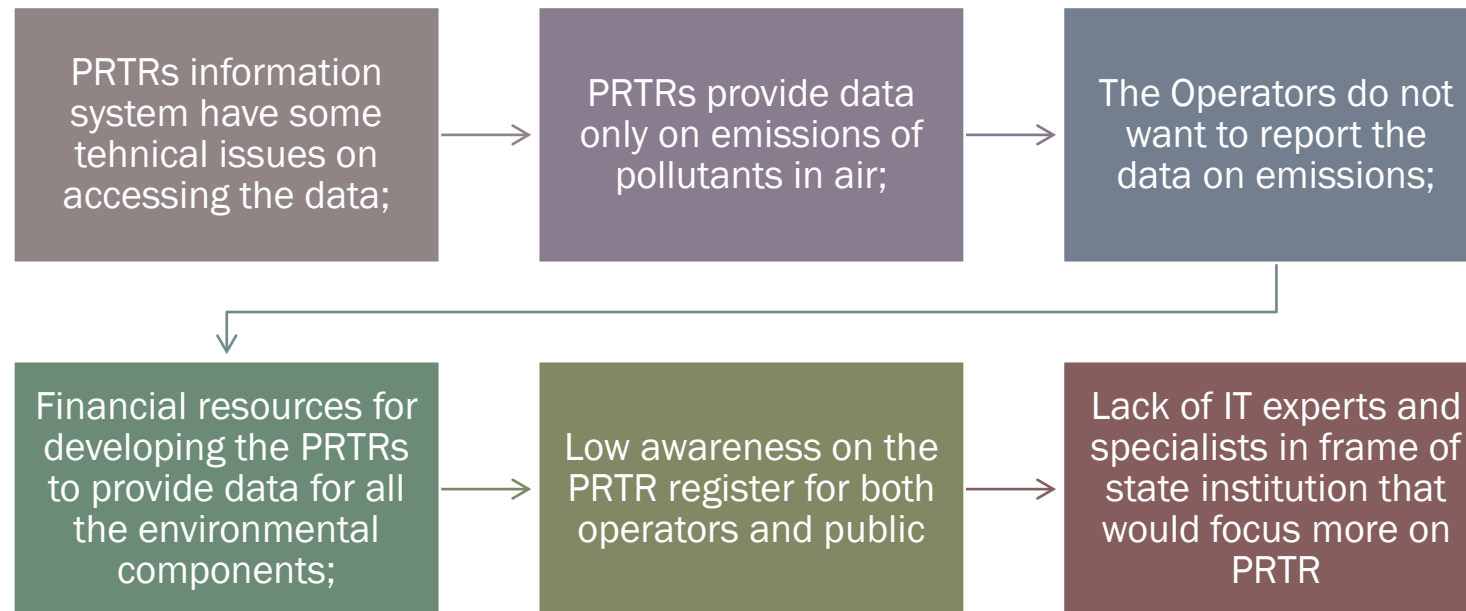 PRTRs information
system have some
tehnical issues on
accessing the data;
PRTRs provide data
only on emissions of
pollutants in air;
The Operators do not
want to report the
data on emissions;
Financial resources for
developing the PRTRs
to provide data for all
the environmental
components;
Low awareness on the
PRTR register for both
operators and public
Lack of IT experts and
specialists in frame of
state institution that
would focus more on
PRTR